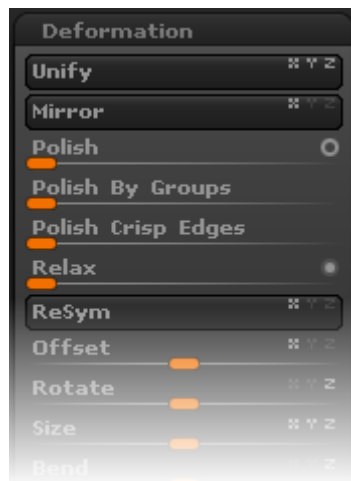 Deformation
Unify X Y Z
Mirror X Y Z
Polish
Polish By Groups
Polish Crisp Edges
Relax
ReSym X Y Z
Offset X Y Z
Rotate X Y Z
Size X Y Z
Bend